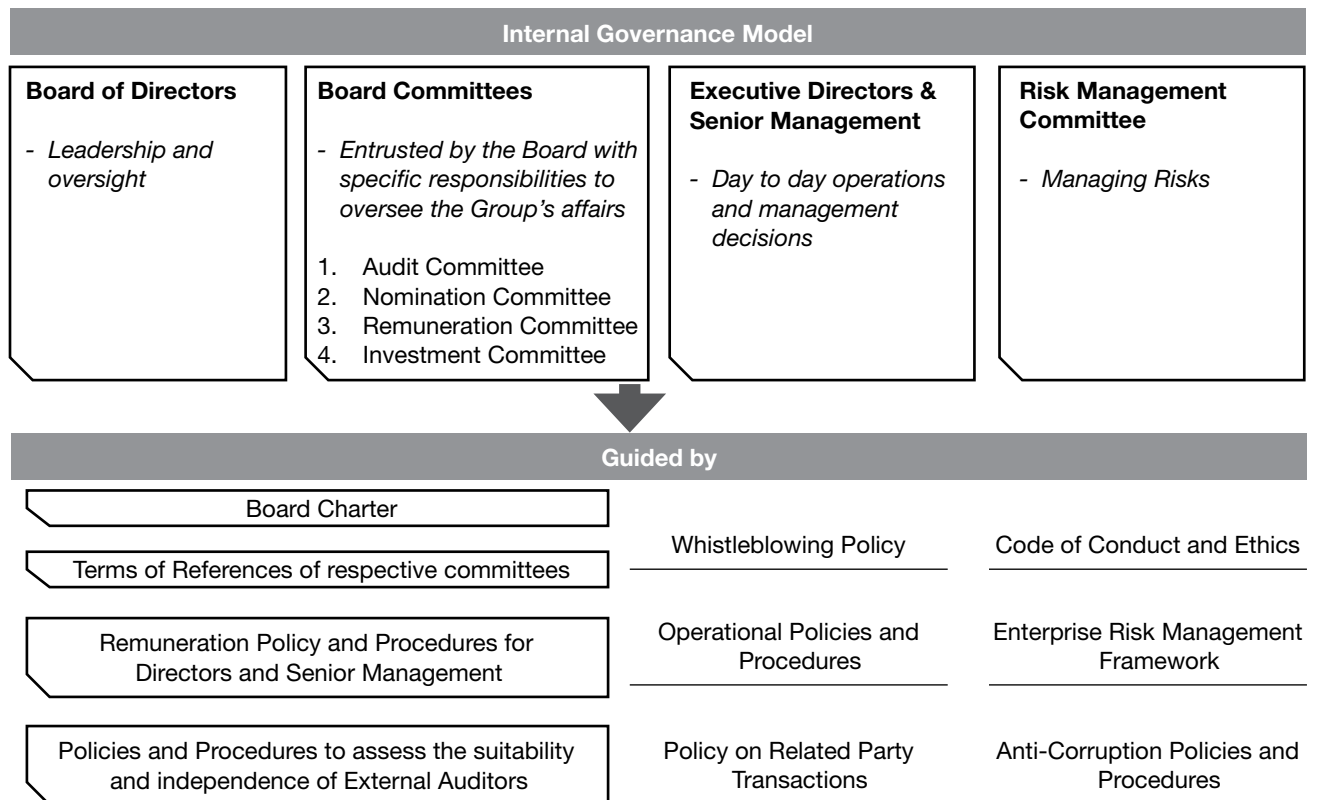 Internal Governance Model
Board of Directors
- Leadership and
oversight
Board Committees
- Entrusted by the Board with
specific responsibilities to
oversee the Group's affairs
1. Audit Committee
2. Nomination Committee
3. Remuneration Committee
4. Investment Committee
Executive Directors &
Senior Management
- Day to day operations
and management
decisions
Risk Management
Committee
- Managing Risks
Guided by
Board Charter
Terms of References of respective committees
Remuneration Policy and Procedures for
Directors and Senior Management
Policies and Procedures to assess the suitability
and independence of External Auditors
Whistleblowing Policy
Operational Policies and
Procedures
Policy on Related Party
Transactions
Code of Conduct and Ethics
Enterprise Risk Management
Framework
Anti-Corruption Policies and
Procedures